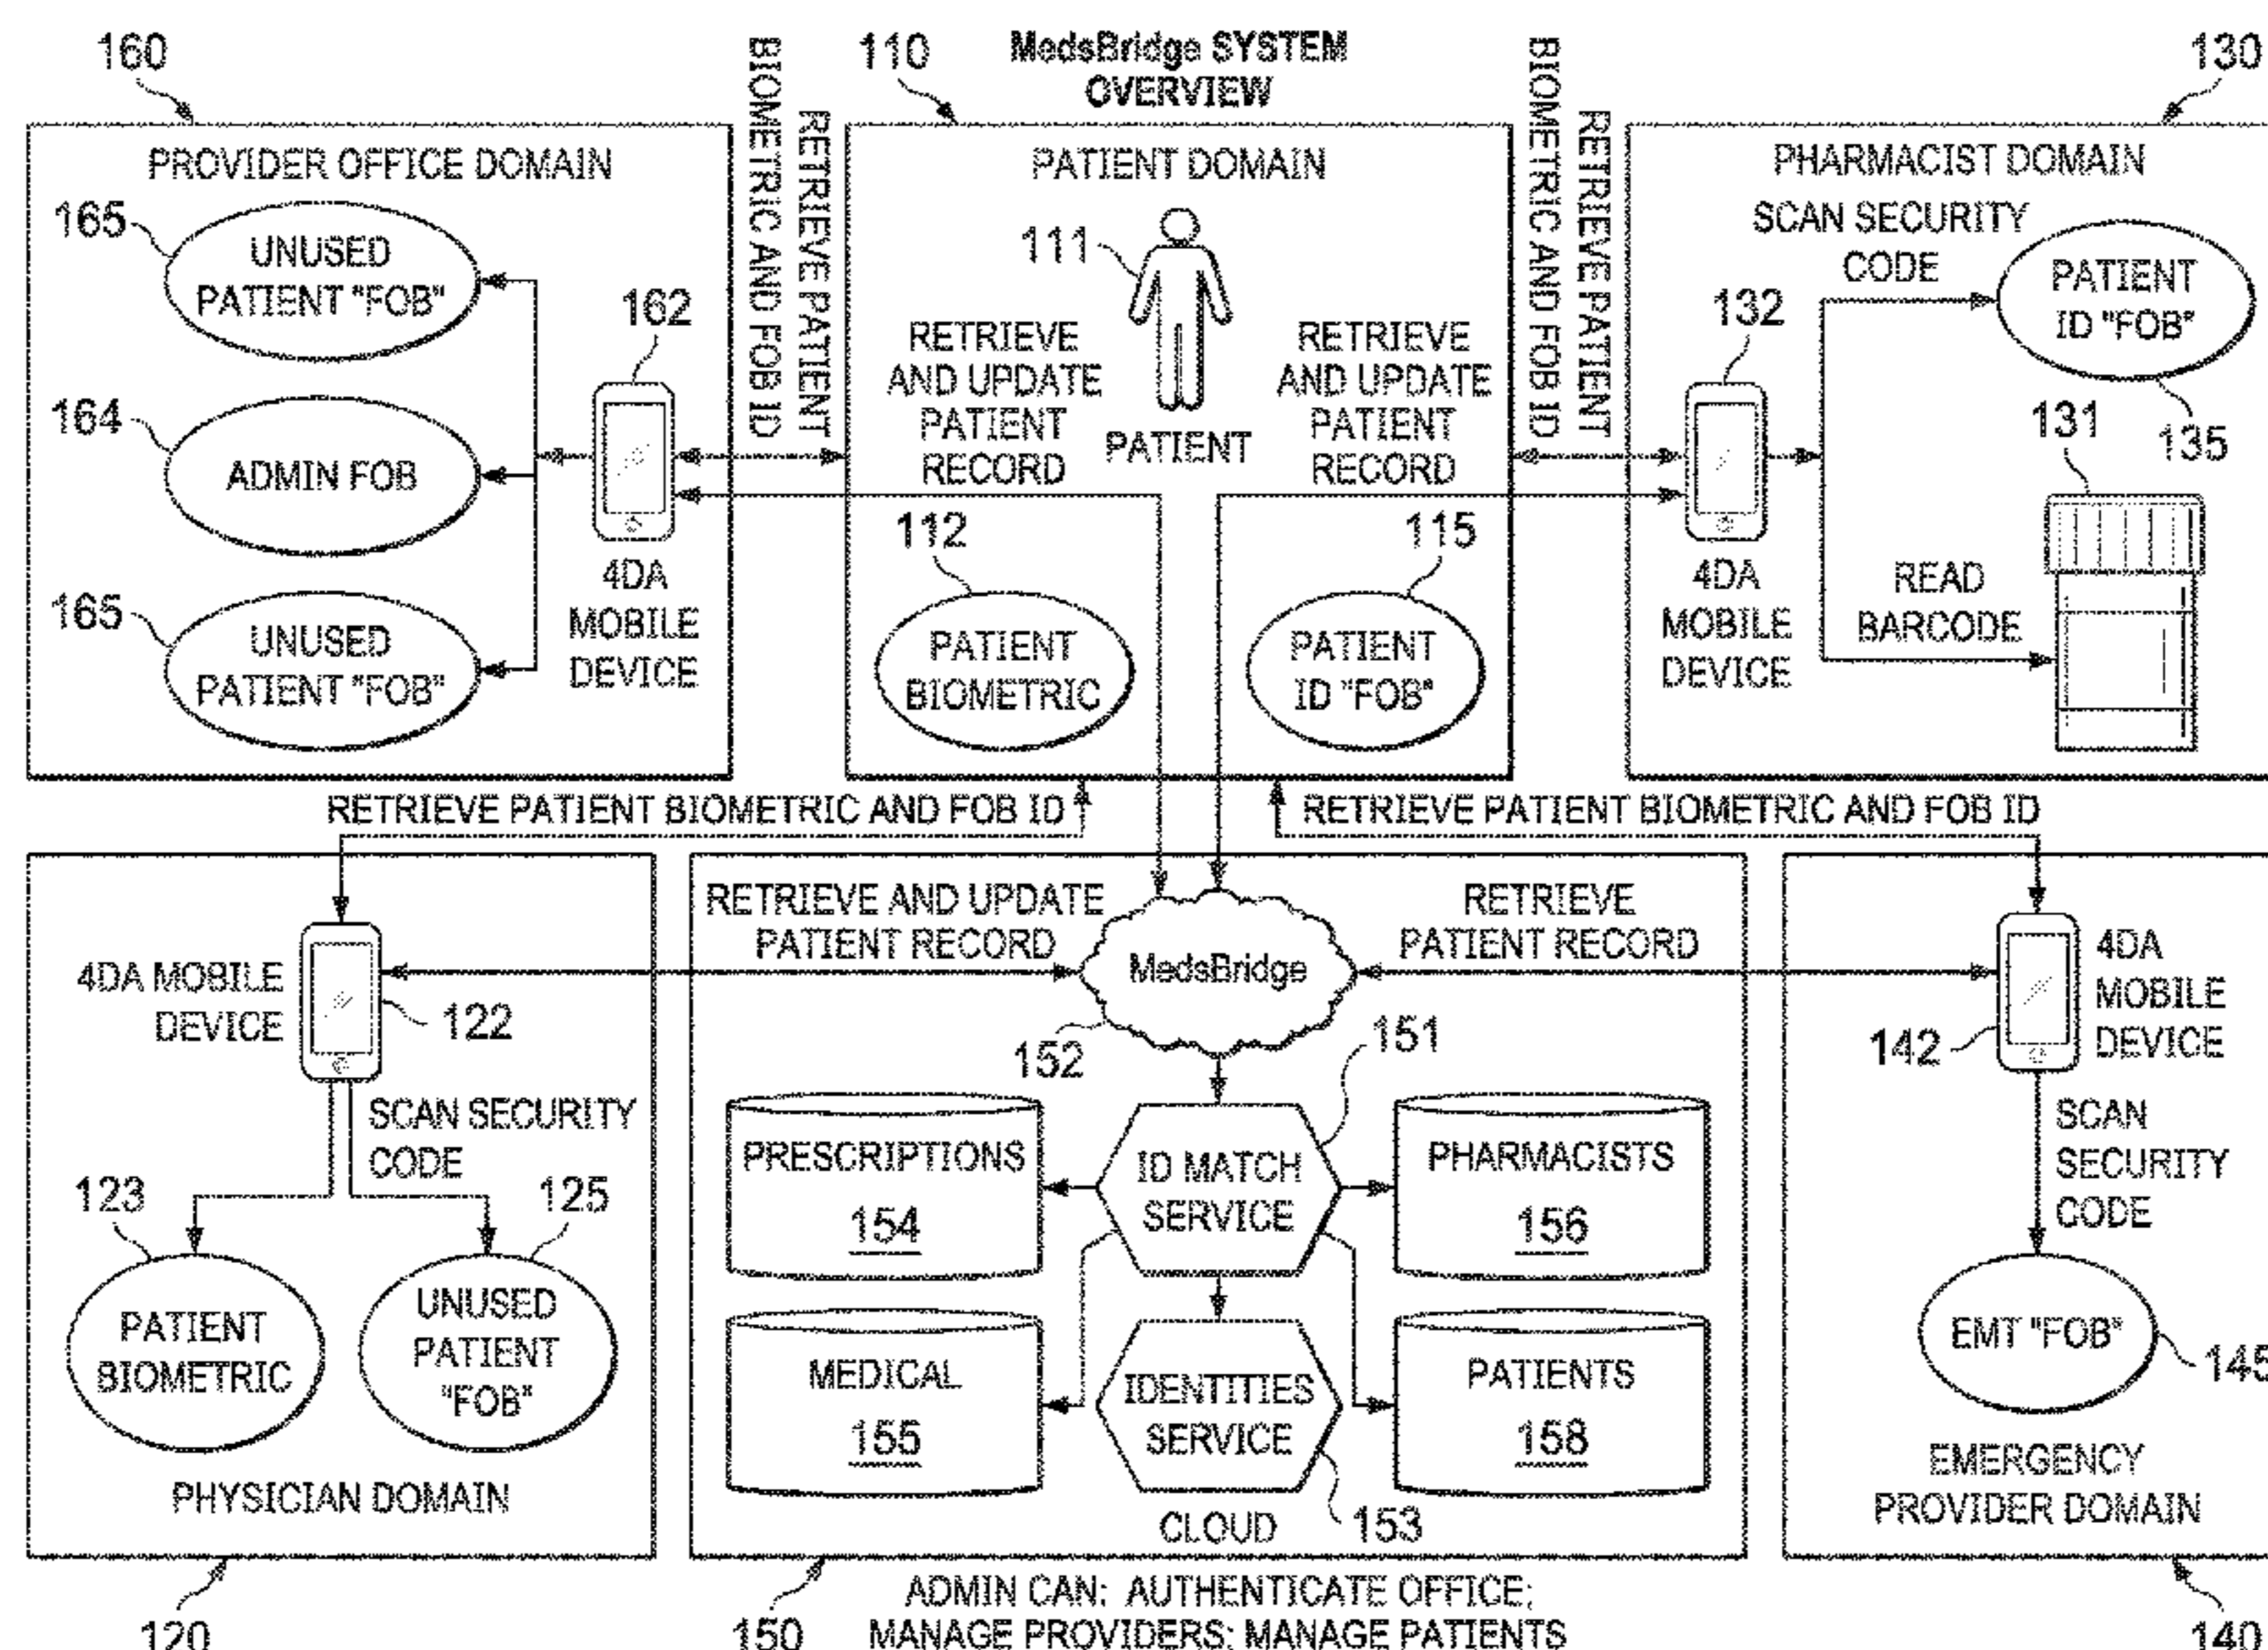 MedsBridge SYSTEM
OVERVIEW
160
PROVIDER OFFICE DOMAIN
165
UNUSED
PATIENT "FOB"
164
ADMIN FOB
165
UNUSED
PATIENT "FOB"
162
4DA
MOBILE
DEVICE
RETRIEVE PATIENT
BIOMETRIC AND FOB ID
110
PATIENT DOMAIN
111
PATIENT
RETRIEVE
AND UPDATE
PATIENT
RECORD
RETRIEVE
AND UPDATE
PATIENT
RECORD
112
PATIENT
BIOMETRIC
115
PATIENT
ID "FOB"
RETRIEVE PATIENT
BIOMETRIC AND FOB ID
130
PHARMACIST DOMAIN
SCAN SECURITY
CODE
PATIENT
ID "FOB"
135
132
4DA
MOBILE
DEVICE
131
READ
BARCODE
RETRIEVE PATIENT BIOMETRIC AND FOB ID
RETRIEVE PATIENT BIOMETRIC AND FOB ID
4DA MOBILE
DEVICE
122
SCAN SECURITY
CODE
123
PATIENT
BIOMETRIC
125
UNUSED
PATIENT
"FOB"
PHYSICIAN DOMAIN
120
RETRIEVE AND UPDATE
PATIENT RECORD
MedsBridge
152
RETRIEVE
PATIENT RECORD
151
PRESCRIPTIONS
154
ID MATCH
SERVICE
PHARMACISTS
156
MEDICAL
155
IDENTITIES
SERVICE
153
PATIENTS
158
CLOUD
150
ADMIN CAN: AUTHENTICATE OFFICE;
MANAGE PROVIDERS; MANAGE PATIENTS
4DA
MOBILE
DEVICE
142
SCAN
SECURITY
CODE
EMT "FOB"
145
EMERGENCY
PROVIDER DOMAIN
140